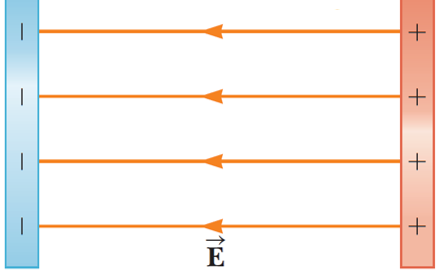 | +
| +
| +
| +
E⃗